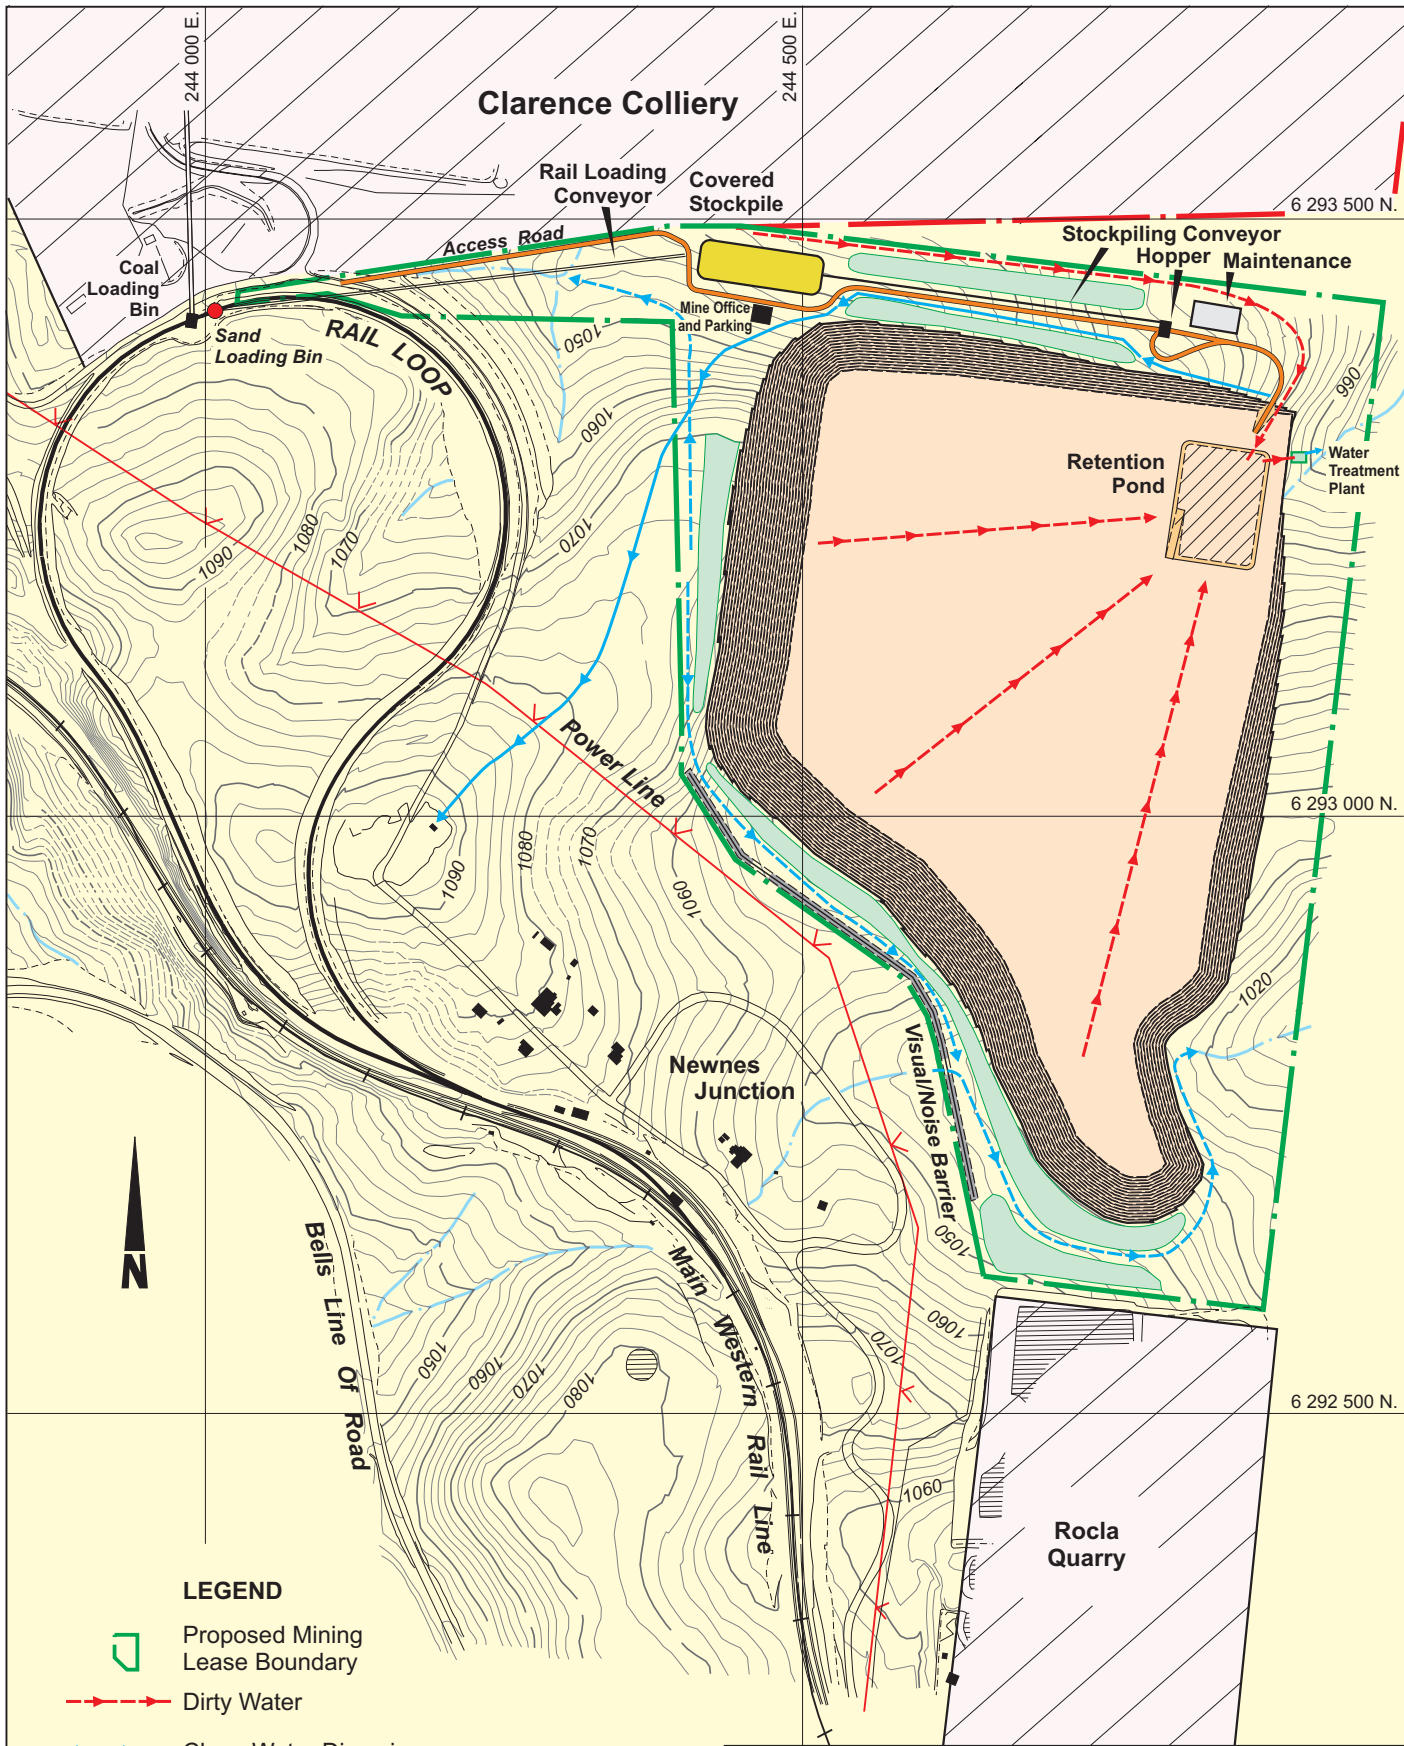 244 000 E.
244 500 E.
Clarence Colliery
Rail Loading
Conveyor
Covered
Stockpile
6 293 500 N.
Access Road
Stockpiling Conveyor
Hopper
Maintenance
Coal
Loading
Bin
Sand
Loading Bin
RAIL LOOP
Mine Office
and Parking
1050
990
1060
Retention
Pond
Water
Treatment
Plant
1070
1080
1070
1090
Power Line
6 293 000 N.
1090
1080
1070
1060
1020
Newnes
Junction
Visual/Noise Barrier
1050
Bells Line Of Road
Main Western Rail Line
1050
1060
1070
1080
1060
1070
6 292 500 N.
1060
Rocla
Quarry
N
LEGEND
Proposed Mining
Lease Boundary
Dirty Water